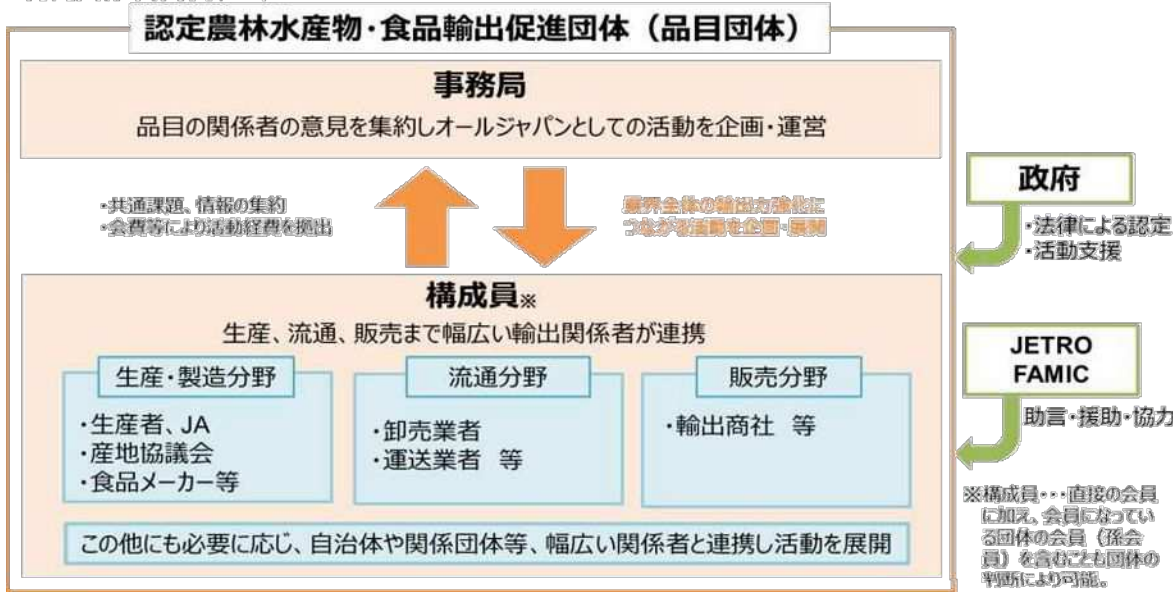 認定農林水産物・食品輸出促進団体（品目団体）
事務局
品目の関係者の意見を集約しオールジャパンとしての活動を企画・運営
・共通課題、情報の集約
・会費等により活動経費を拠出
業界全体の輸出力強化に
つながる活動を企画・展開
構成員※
生産、流通、販売まで幅広い輸出関係者が連携
生産・製造分野
・生産者、JA
・産地協議会
・食品メーカー等
流通分野
・卸売業者
・運送業者 等
販売分野
・輸出商社 等
この他にも必要に応じ、自治体や関係団体等、幅広い関係者と連携し活動を展開
政府
・法律による認定
・活動支援
JETRO
FAMIC
助言・援助・協力
※構成員・・・直接の会員
に加え、会員になってい
る団体の会員（孫会
員）を含むことも団体の
判断により可能。